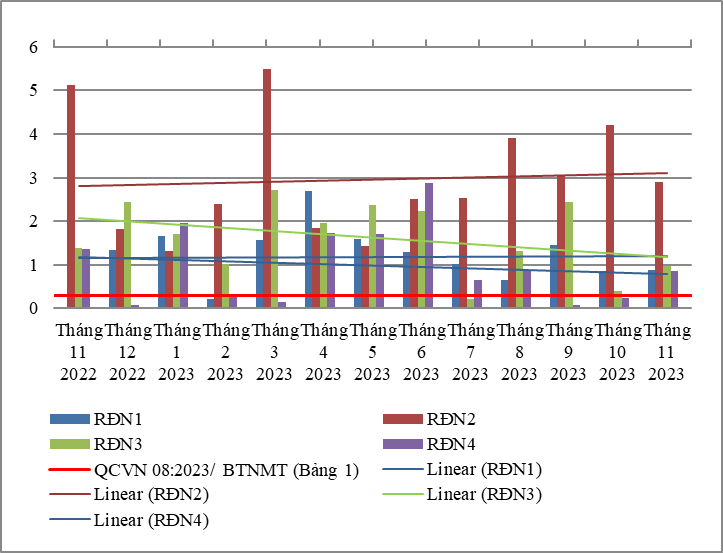 6
5
4
3
2
1
0
Tháng 11 2022
Tháng 12 2022
Tháng 1 2023
Tháng 2 2023
Tháng 3 2023
Tháng 4 2023
Tháng 5 2023
Tháng 6 2023
Tháng 7 2023
Tháng 8 2023
Tháng 9 2023
Tháng 10 2023
Tháng 11 2023
RĐN1
RĐN2
RĐN3
RĐN4
QCVN 08:2023/ BTNMT (Bảng 1)
Linear (RĐN1)
Linear (RĐN2)
Linear (RĐN3)
Linear (RĐN4)